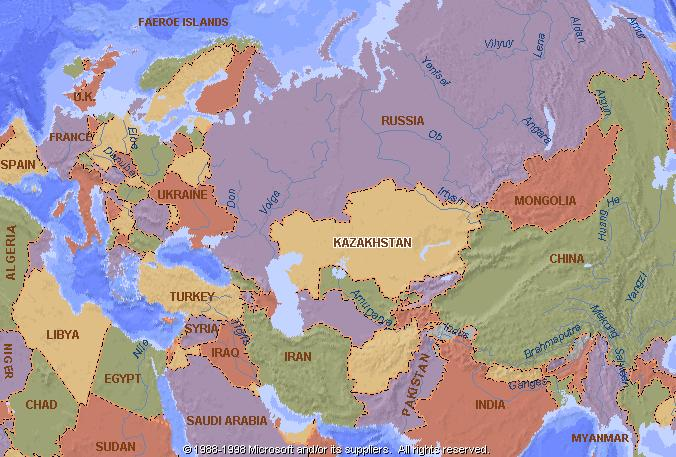 FAEROE ISLANDS
Vilyuy
Lena
Aldan
Amur
Yenisei
U.K.
Argun
RUSSIA
Ob
Angara
FRANCE
Elbe
Danube
SPAIN
UKRAINE
Don
Volga
Irtysh
MONGOLIA
Huang He
ALGERIA
KAZAKHSTAN
CHINA
Yangzi
TURKEY
Amu Darya
LIBYA
SYRIA
Tigris
Indus
Mekong
Brahmaputra
Salween
NIGER
Nile
IRAQ
IRAN
PAKISTAN
EGYPT
Ganges
CHAD
SAUDI ARABIA
INDIA
SUDAN
MYANMAR
© 1988-1998 Microsoft and/or its suppliers. All rights reserved.